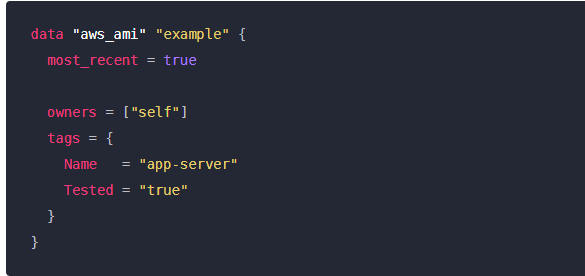 data "aws_ami" "example" {
  most_recent = true

  owners = ["self"]
  tags = {
    Name   = "app-server"
    Tested = "true"
  }
}